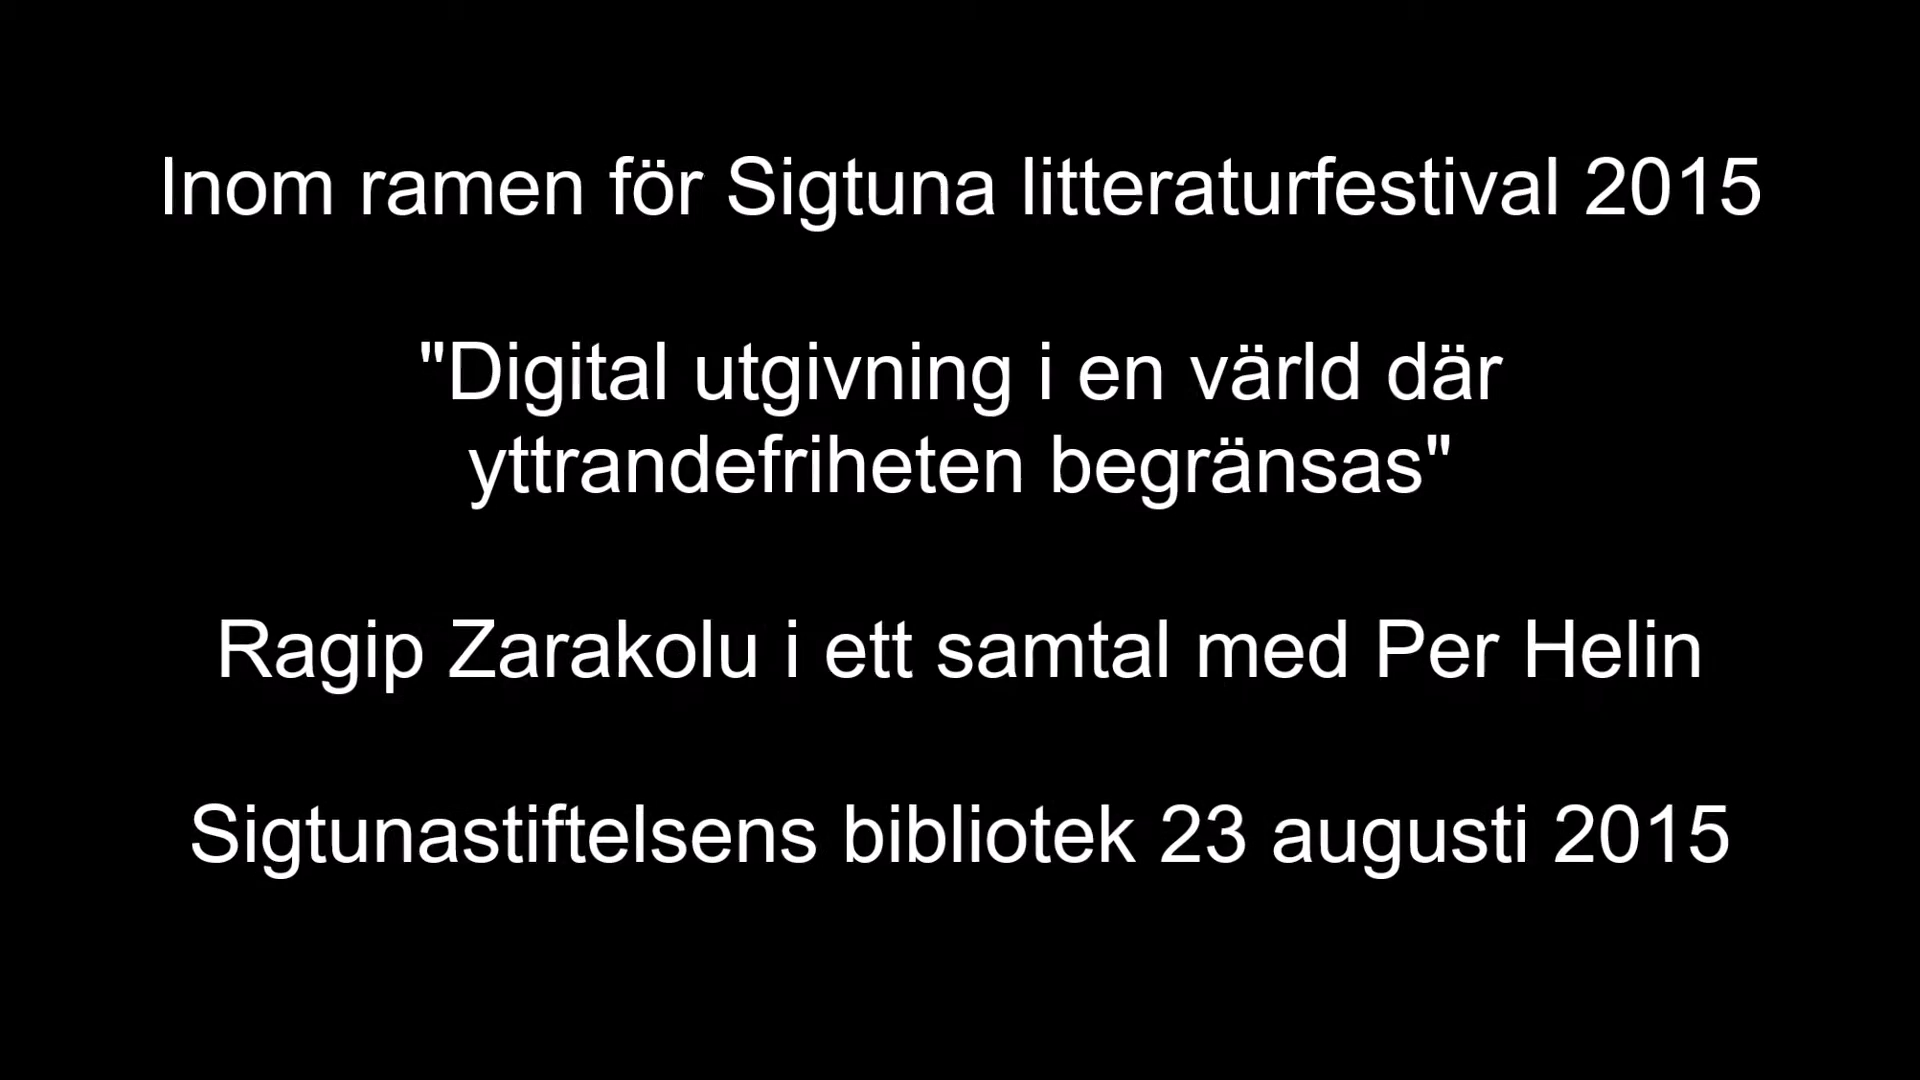 Inom ramen för Sigtuna litteraturfestival 2015
"Digital utgivning i en värld där
yttrandefriheten begränsas"
Ragip Zarakolu i ett samtal med Per Helin
Sigtunastiftelsens bibliotek 23 augusti 2015